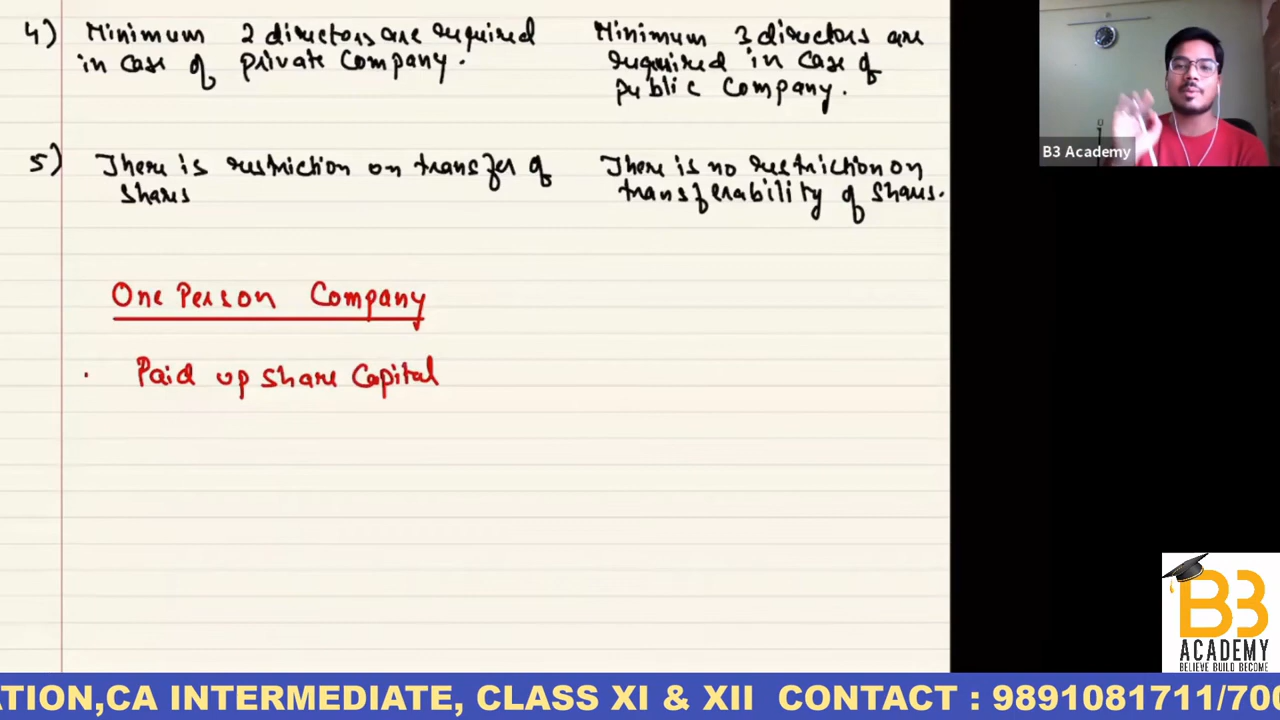 4) Minimum 2 directors are required
in case of private Company.
Minimum 3 directors are
required in case of
public Company.
5) There is restriction on transfer of
shares
There is no restriction on
transferability of shares.
One Person Company
Paid up share Capital
B3 Academy
B3
ACADEMY
BELIEVE BUILD BECOME
ATION,CA INTERMEDIATE, CLASS XI & XII CONTACT : 9891081711/700